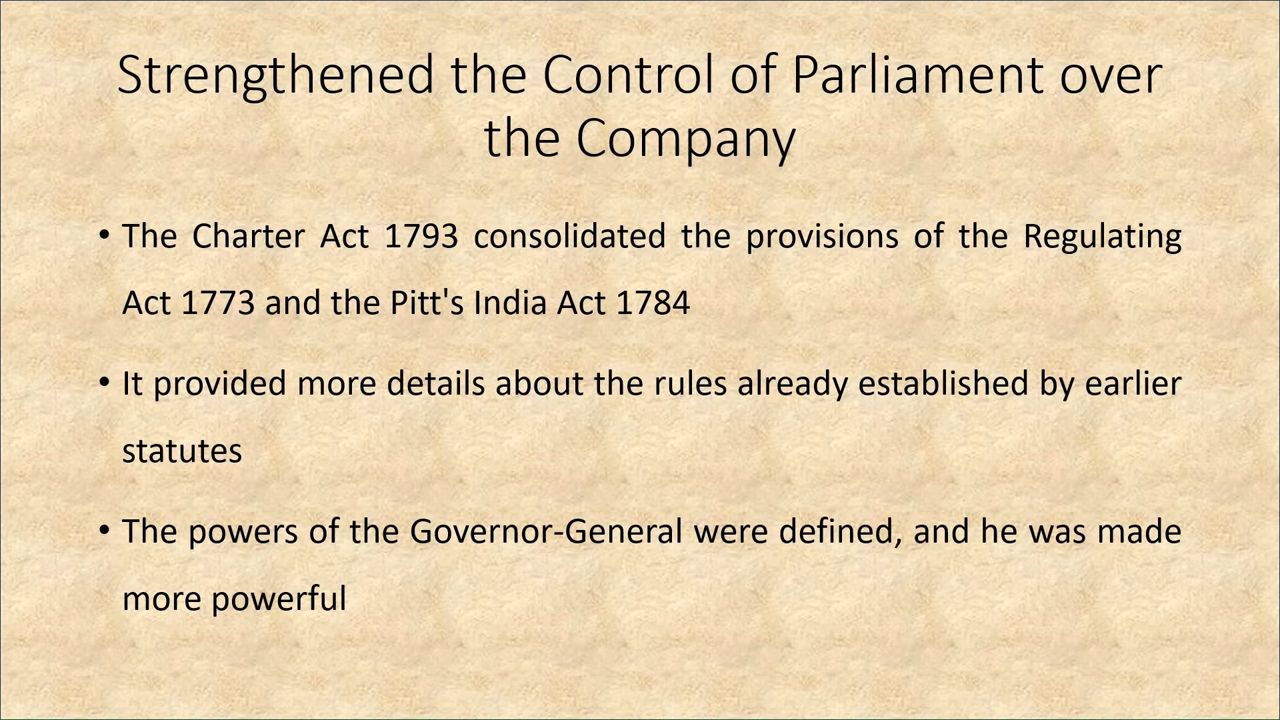 Strengthened the Control of Parliament over
the Company
• The Charter Act 1793 consolidated the provisions of the Regulating
Act 1773 and the Pitt's India Act 1784
• It provided more details about the rules already established by earlier
statutes
• The powers of the Governor-General were defined, and he was made
more powerful